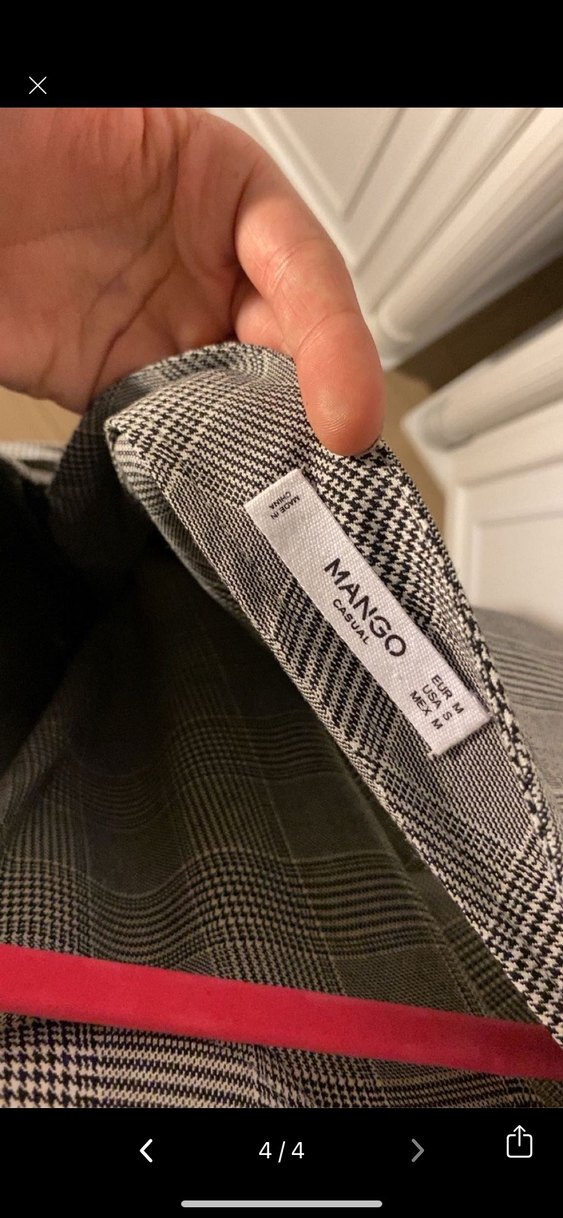 MADE IN
CHINA
MANGO
CASUAL
EUR M
USA S
MEX M
4 / 4